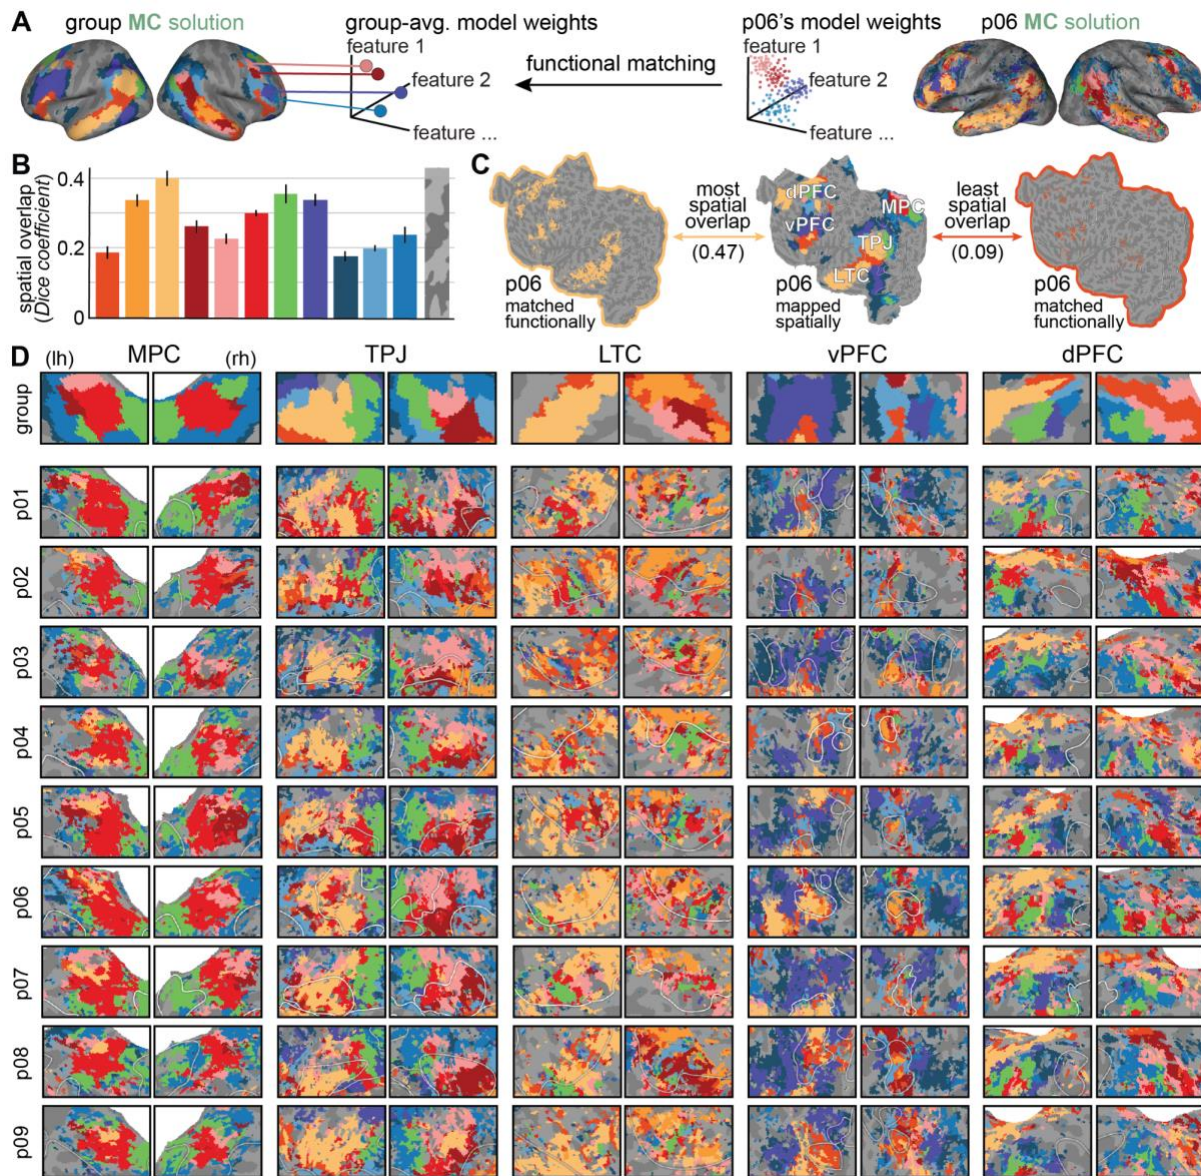 A
group MC solution
group-avg. model weights
p06's model weights
p06 MC solution
feature 1
feature 2
feature ...
functional matching
feature 1
feature 2
feature ...
B
spatial overlap
(Dice coefficient)
0.4
0.2
0
C
most
spatial
overlap
(0.47)
least
spatial
overlap
(0.09)
dPFC
MPC
vPFC
TPJ
LTC
p06
matched
functionally
p06
mapped
spatially
p06
matched
functionally
D
(lh) MPC (rh)
TPJ
LTC
vPFC
dPFC
group
p01
p02
p03
p04
p05
p06
p07
p08
p09